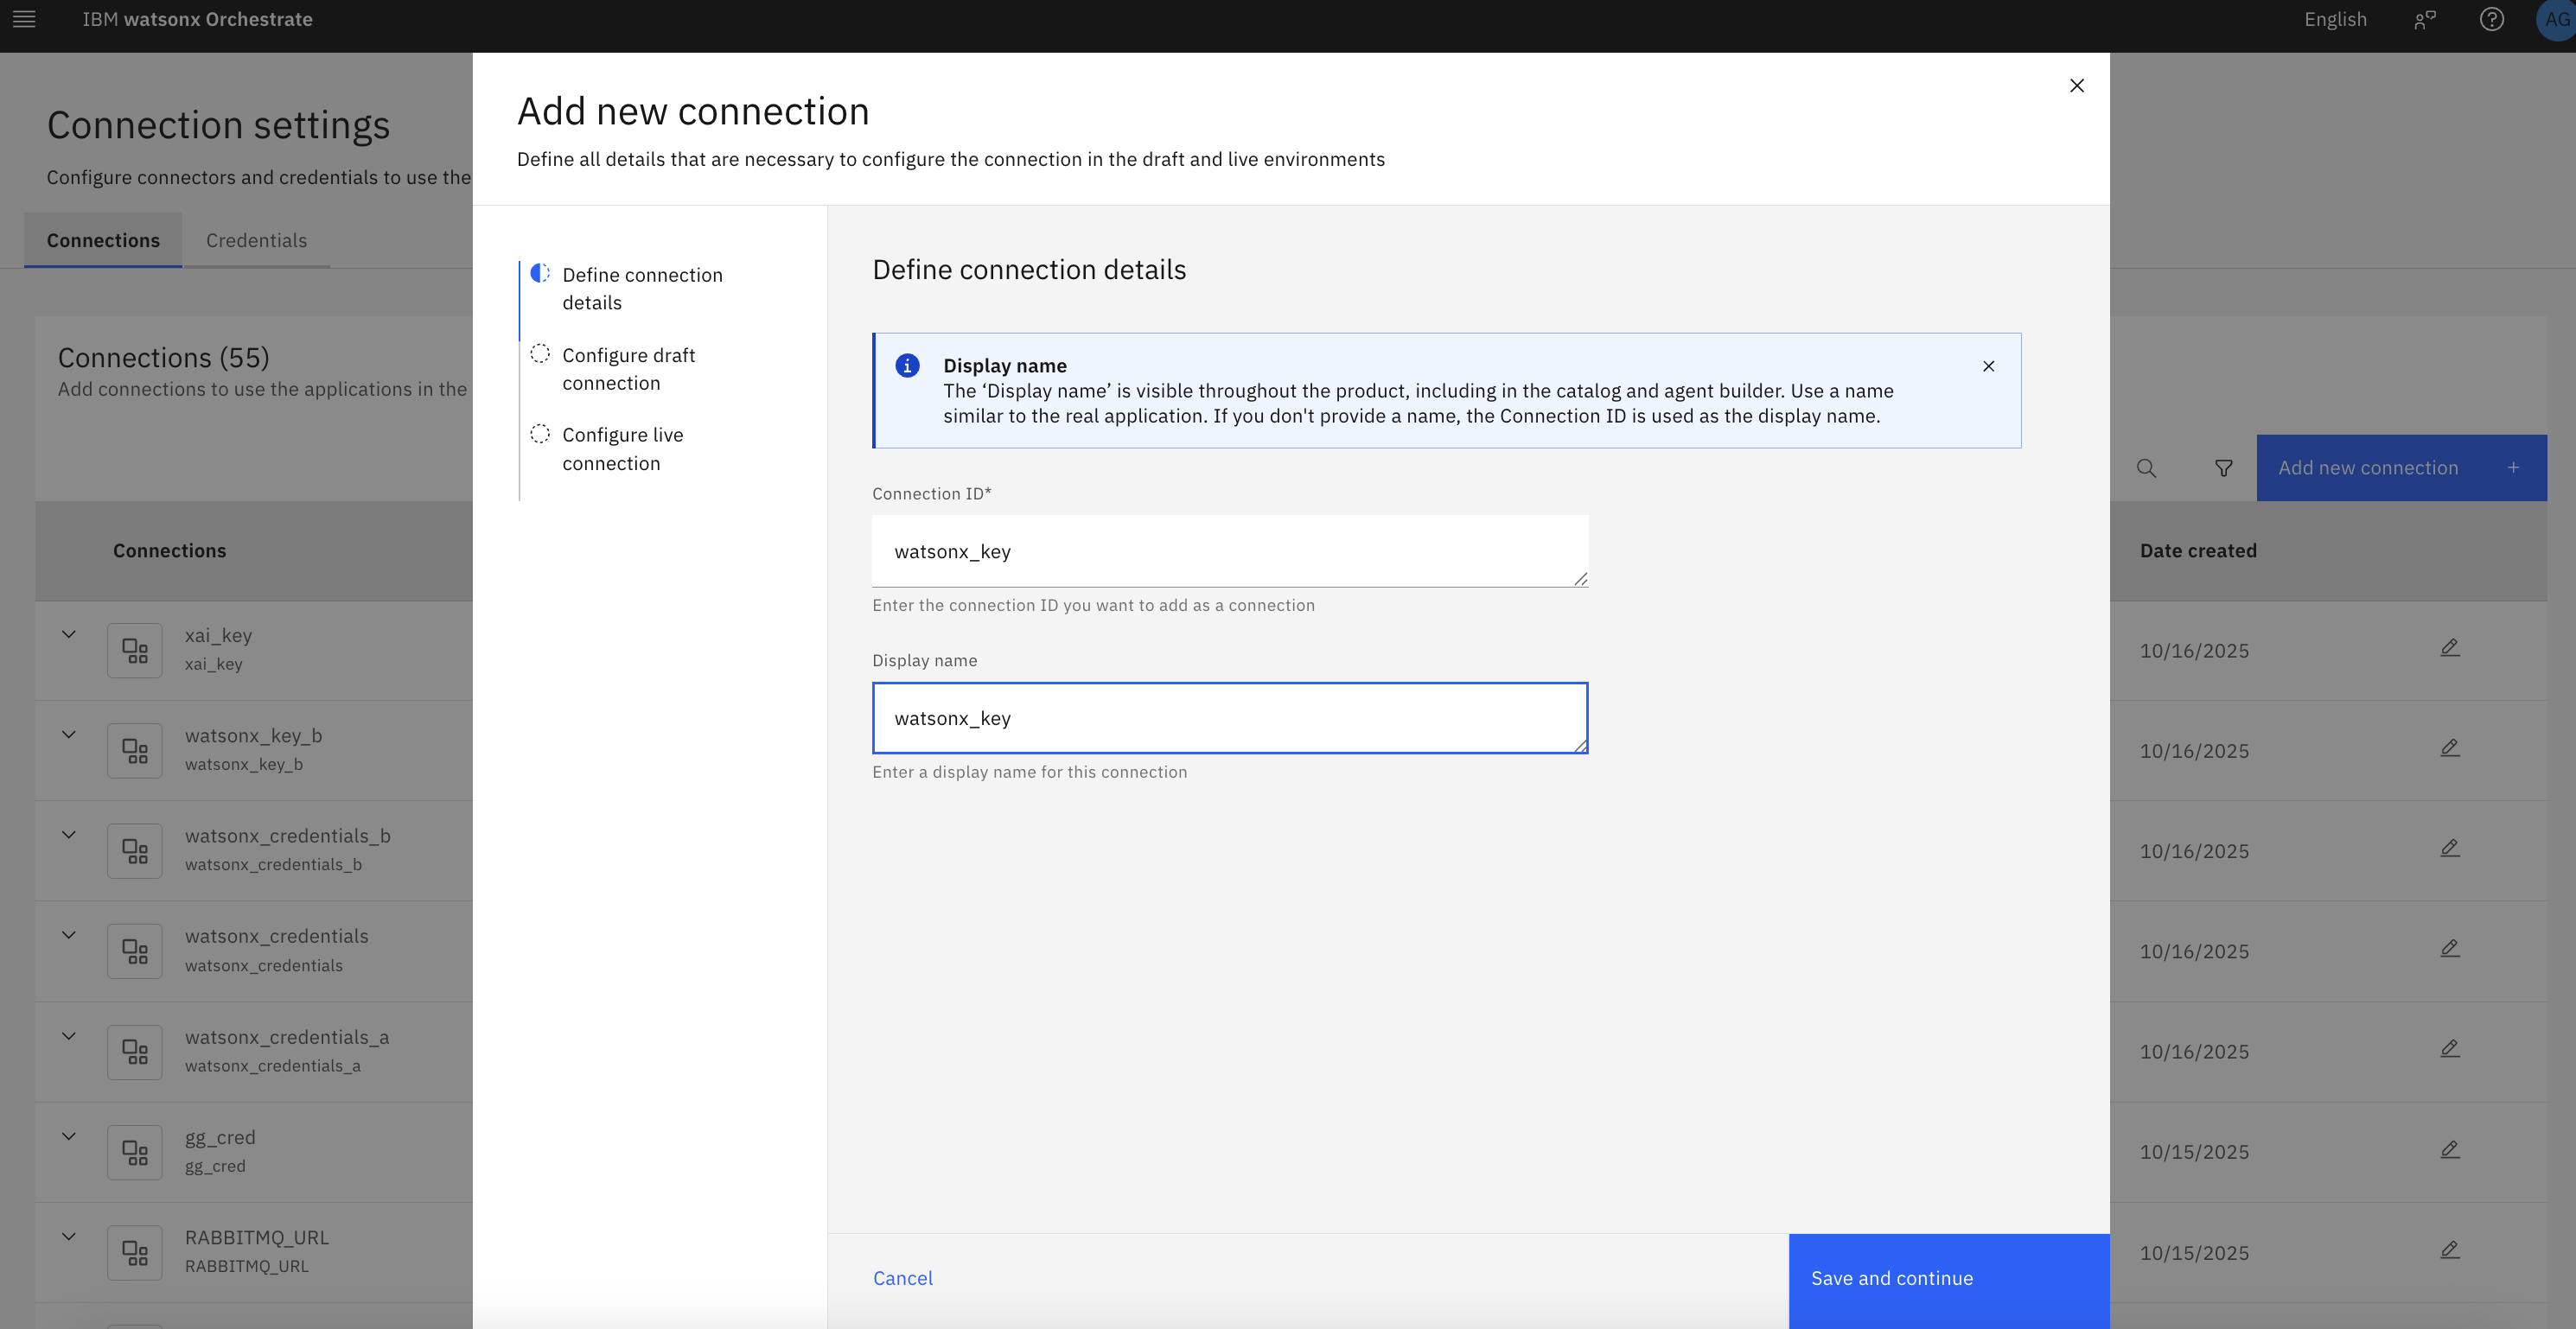 IBM watsonx Orchestrate
English
AG
Connection settings
Configure connectors and credentials to use the
Connections
Credentials
Connections (55)
Add connections to use the applications in the
Add new connection +
Connections
Date created
xai_key
xai_key
10/16/2025
watsonx_key_b
watsonx_key_b
10/16/2025
watsonx_credentials_b
watsonx_credentials_b
10/16/2025
watsonx_credentials
watsonx_credentials
10/16/2025
watsonx_credentials_a
watsonx_credentials_a
10/16/2025
gg_cred
gg_cred
10/15/2025
RABBITMQ_URL
RABBITMQ_URL
10/15/2025
Add new connection
Define all details that are necessary to configure the connection in the draft and live environments
Define connection
details
Configure draft
connection
Configure live
connection
Define connection details
Display name
The ‘Display name’ is visible throughout the product, including in the catalog and agent builder. Use a name
similar to the real application. If you don't provide a name, the Connection ID is used as the display name.
Connection ID*
watsonx_key
Enter the connection ID you want to add as a connection
Display name
watsonx_key
Enter a display name for this connection
Cancel
Save and continue